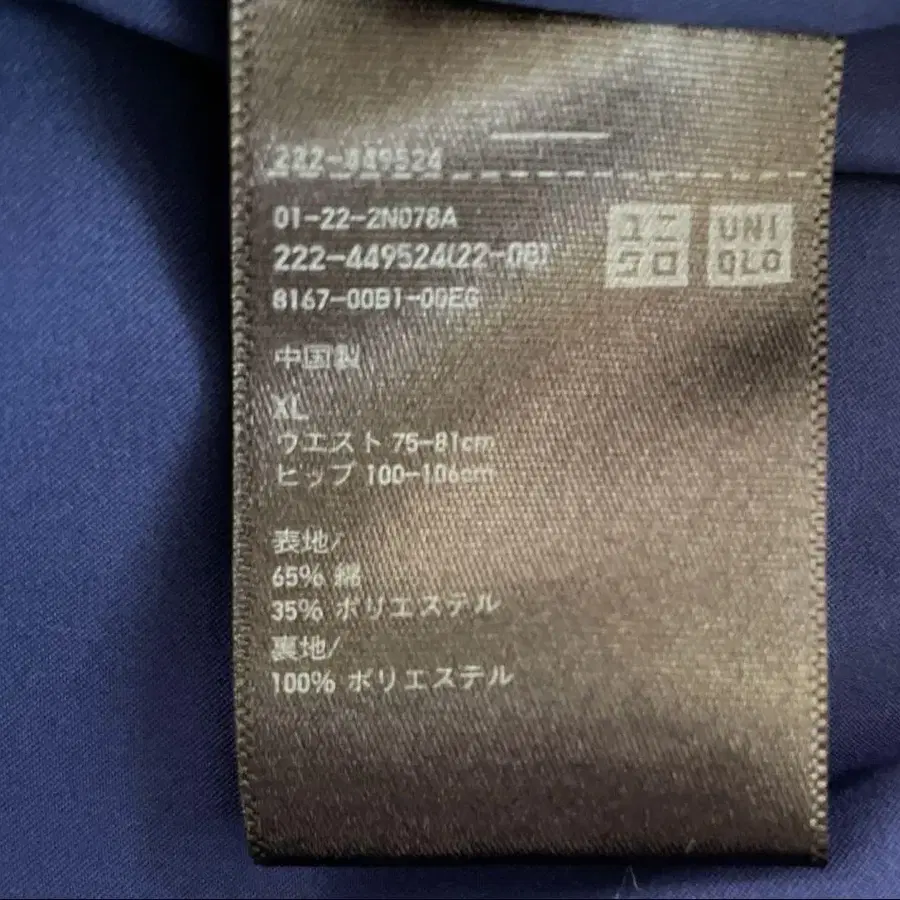 222-449524
01-22-2N078A
222-449524(22-08)
ユニ
クロ
UNI
QLO
8167-00B1-00EG
中国製
XL
ウエスト 75-81cm
ヒップ 100-106cm
表地/
65% 綿
35% ポリエステル
裏地/
100% ポリエステル